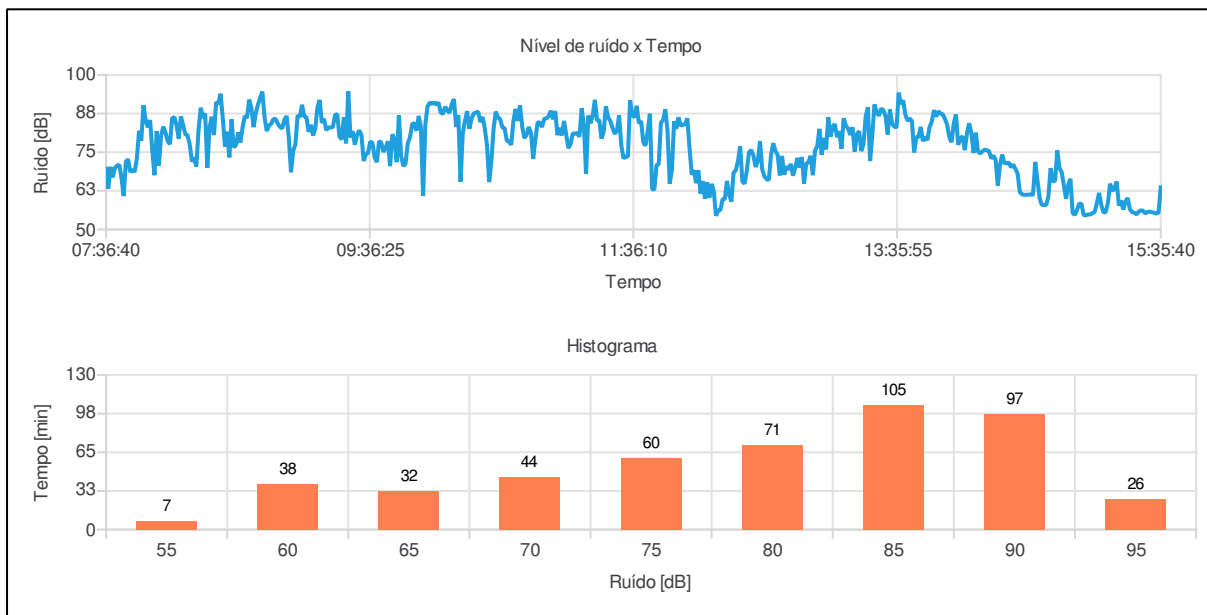 Nível de ruído x Tempo
Ruído [dB]
100
88
75
63
50
07:36:40 09:36:25 11:36:10 13:35:55 15:35:40
Tempo
Histograma
Tempo [min]
130
98
65
33
0
7 38 32 44 60 71 105 97 26
55 60 65 70 75 80 85 90 95
Ruído [dB]